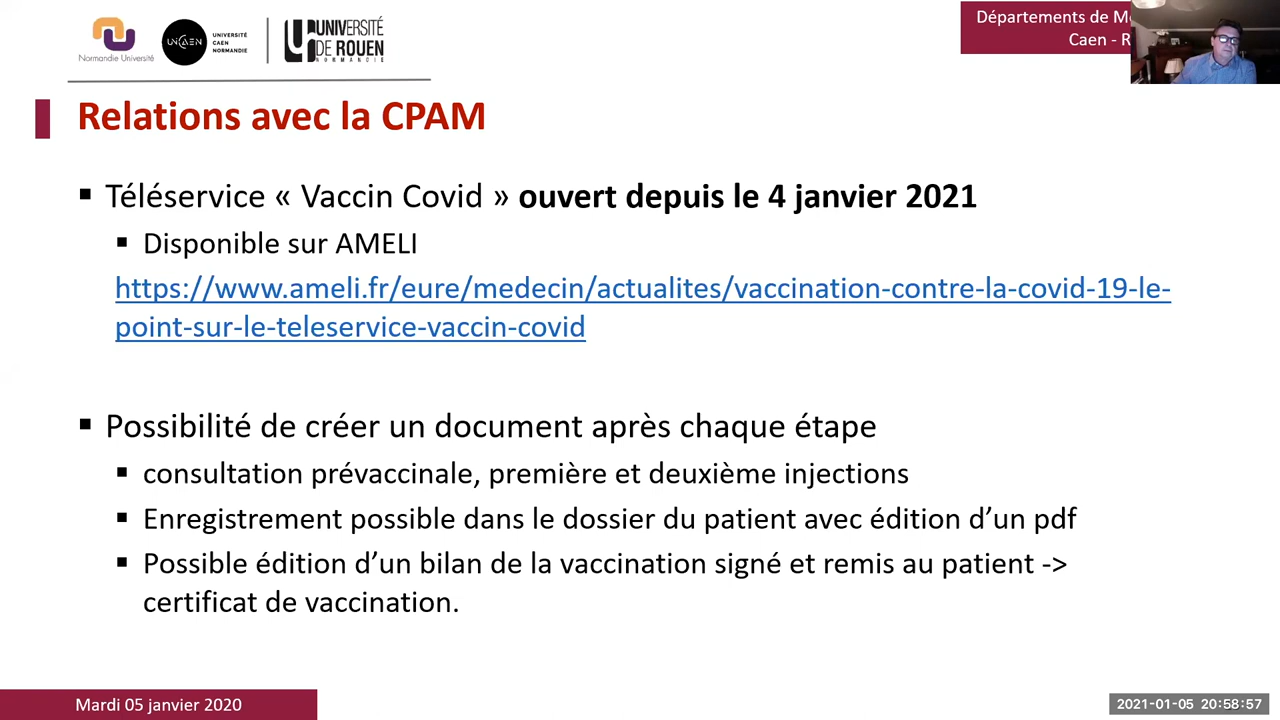 Normandie Université
UNICAEN
UNIVERSITÉ
CAEN
NORMANDIE
UNIVERSITÉ
DE ROUEN
NORMANDIE
Départements de
Caen -
Relations avec la CPAM
▪ Téléservice « Vaccin Covid » ouvert depuis le 4 janvier 2021
▪ Disponible sur AMELI
https://www.ameli.fr/eure/medecin/actualites/vaccination-contre-la-covid-19-le-
point-sur-le-teleservice-vaccin-covid
▪ Possibilité de créer un document après chaque étape
▪ consultation prévaccinale, première et deuxième injections
▪ Enregistrement possible dans le dossier du patient avec édition d’un pdf
▪ Possible édition d’un bilan de la vaccination signé et remis au patient ->
certificat de vaccination.
Mardi 05 janvier 2020
2021-01-05 20:58:57